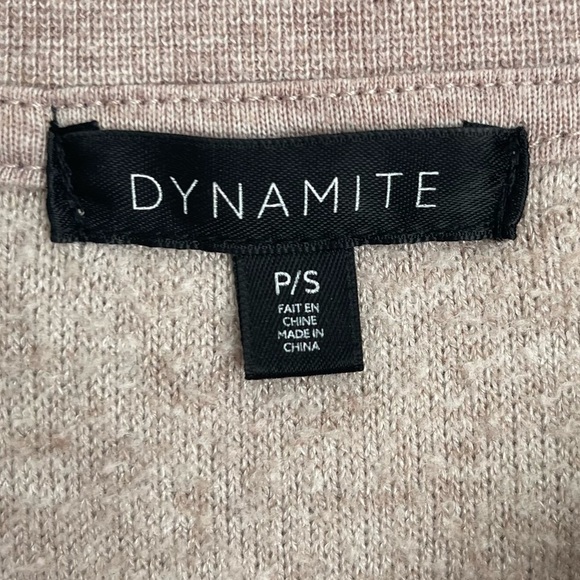 DYNAMITE
P/S
FAIT EN
CHINE
MADE IN
CHINA